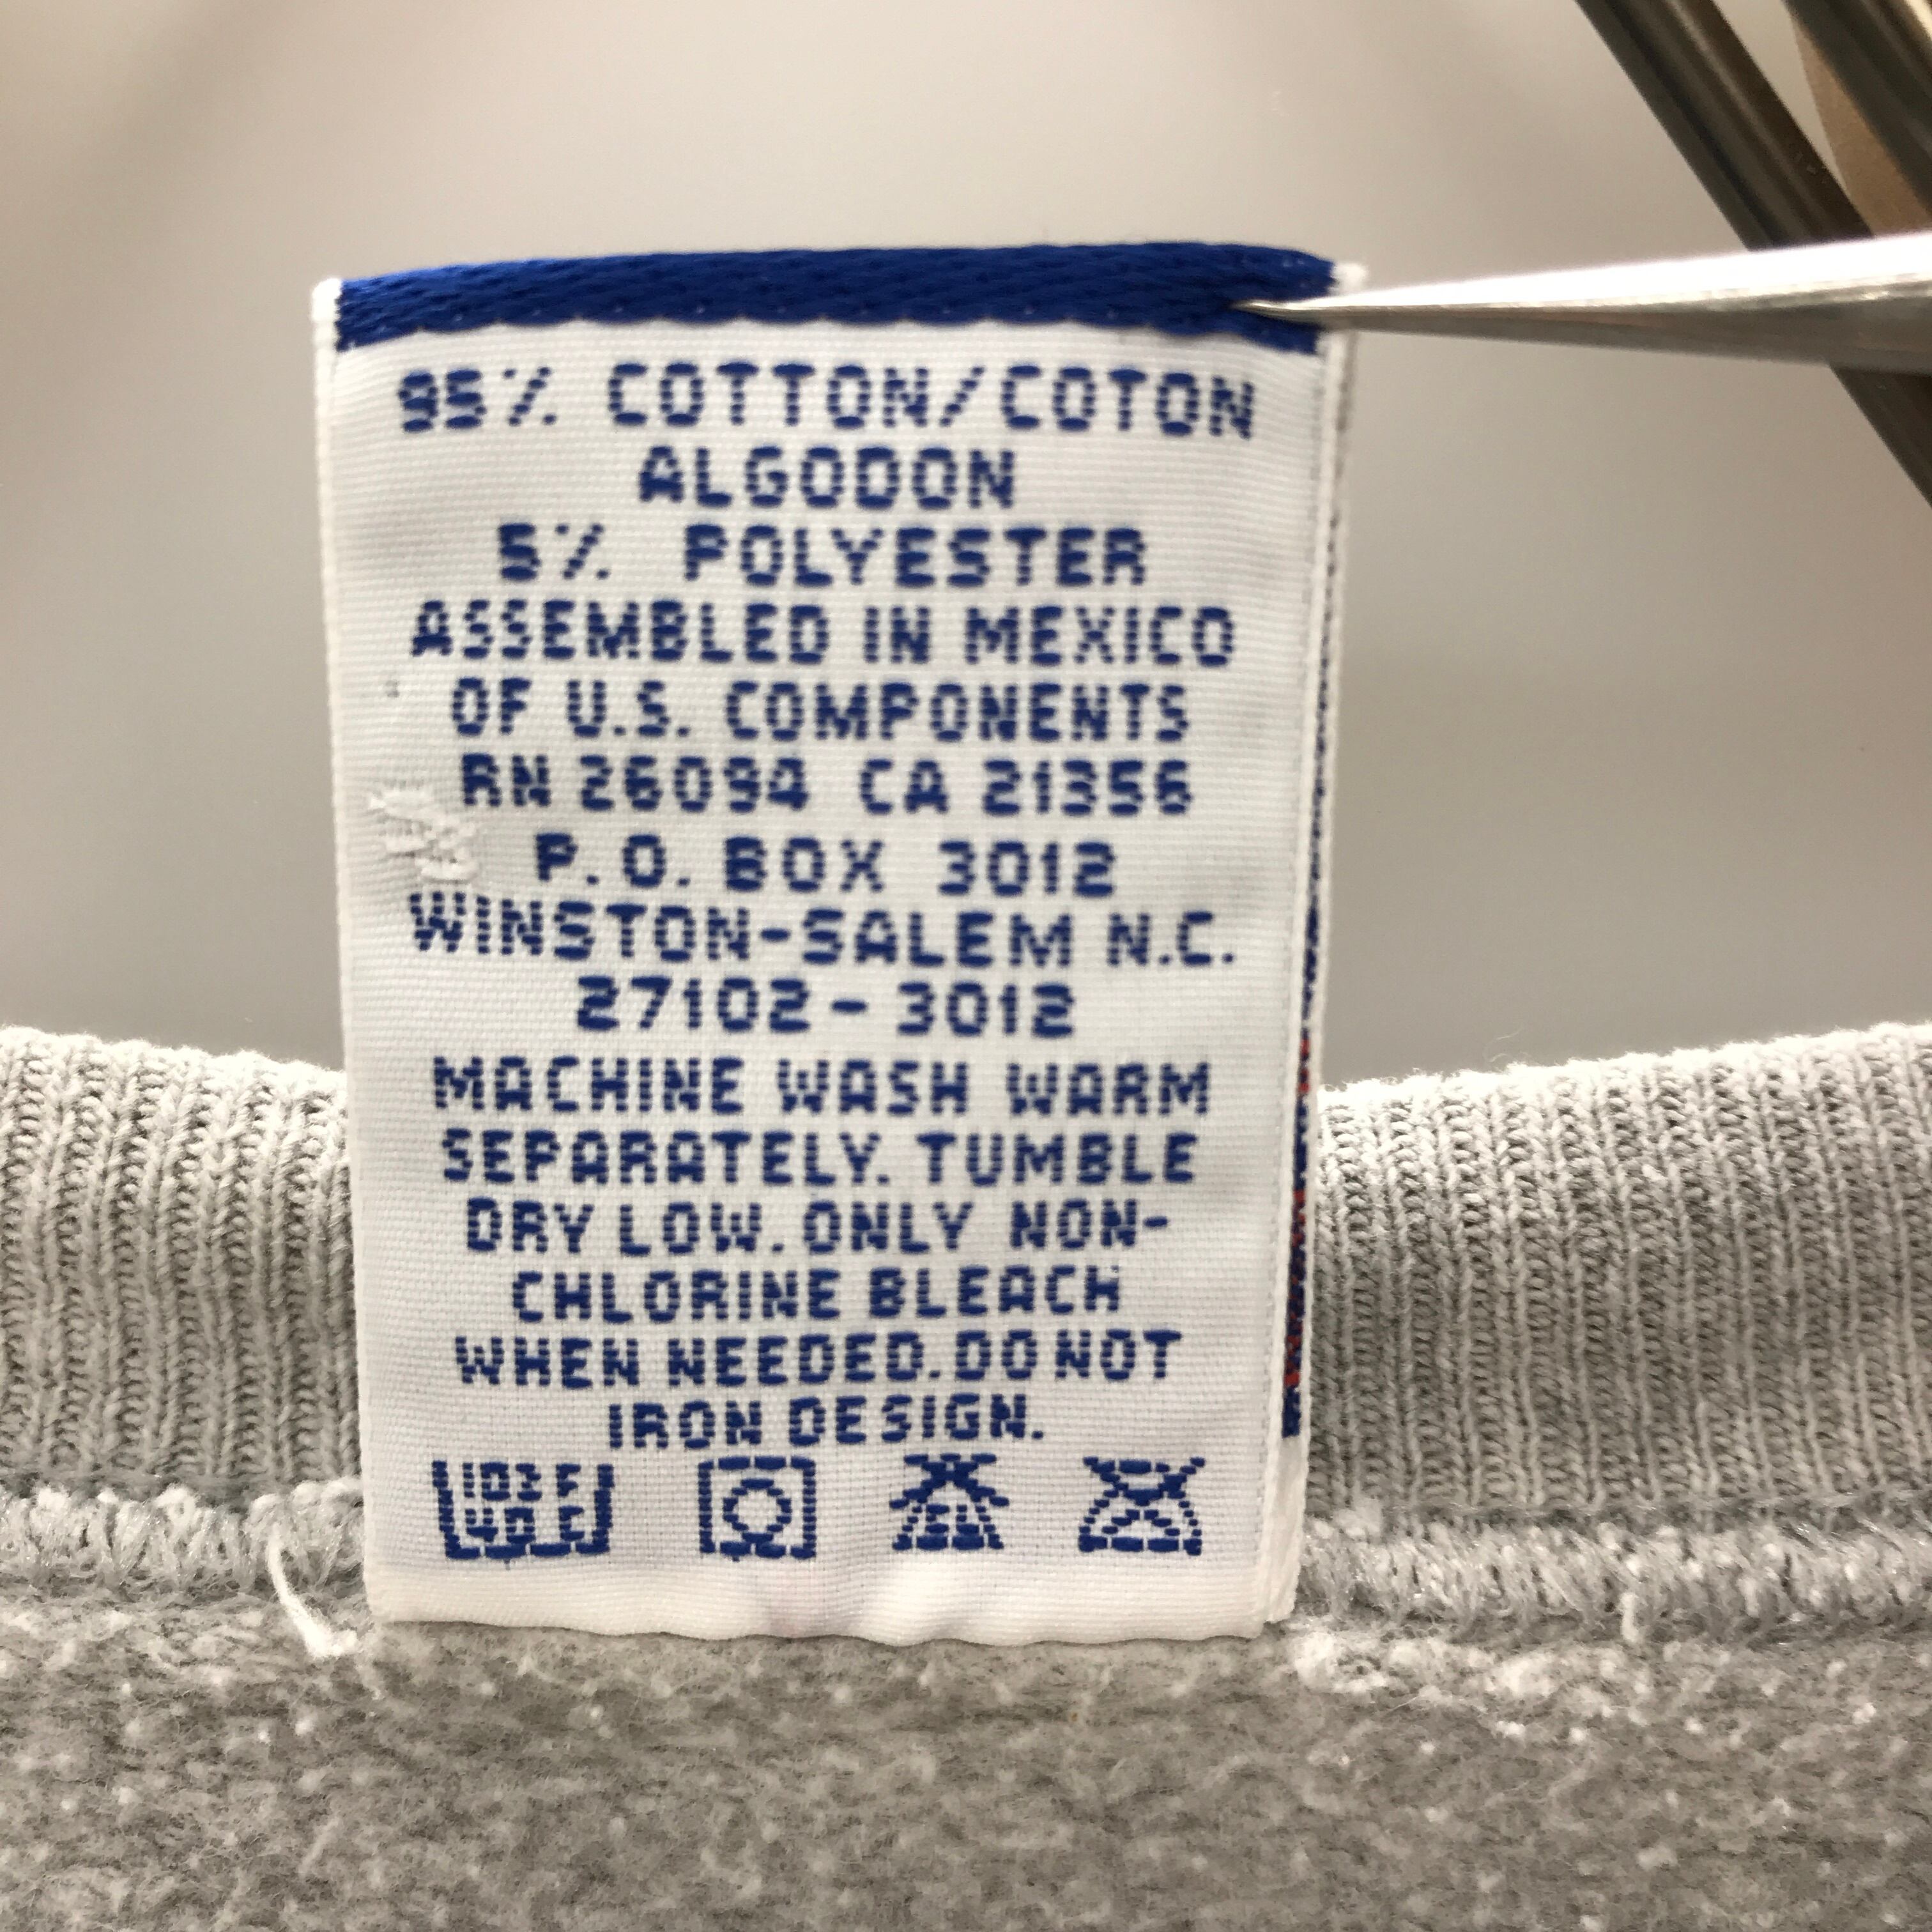 95% COTTON/COTON
ALGODON
5% POLYESTER
ASSEMBLED IN MEXICO
OF U.S. COMPONENTS
RN 26094 CA 21356
P.O. BOX 3012
WINSTON-SALEM N.C.
27102-3012
MACHINE WASH WARM
SEPARATELY. TUMBLE
DRY LOW. ONLY NON-
CHLORINE BLEACH
WHEN NEEDED. DO NOT
IRON DESIGN.
CL